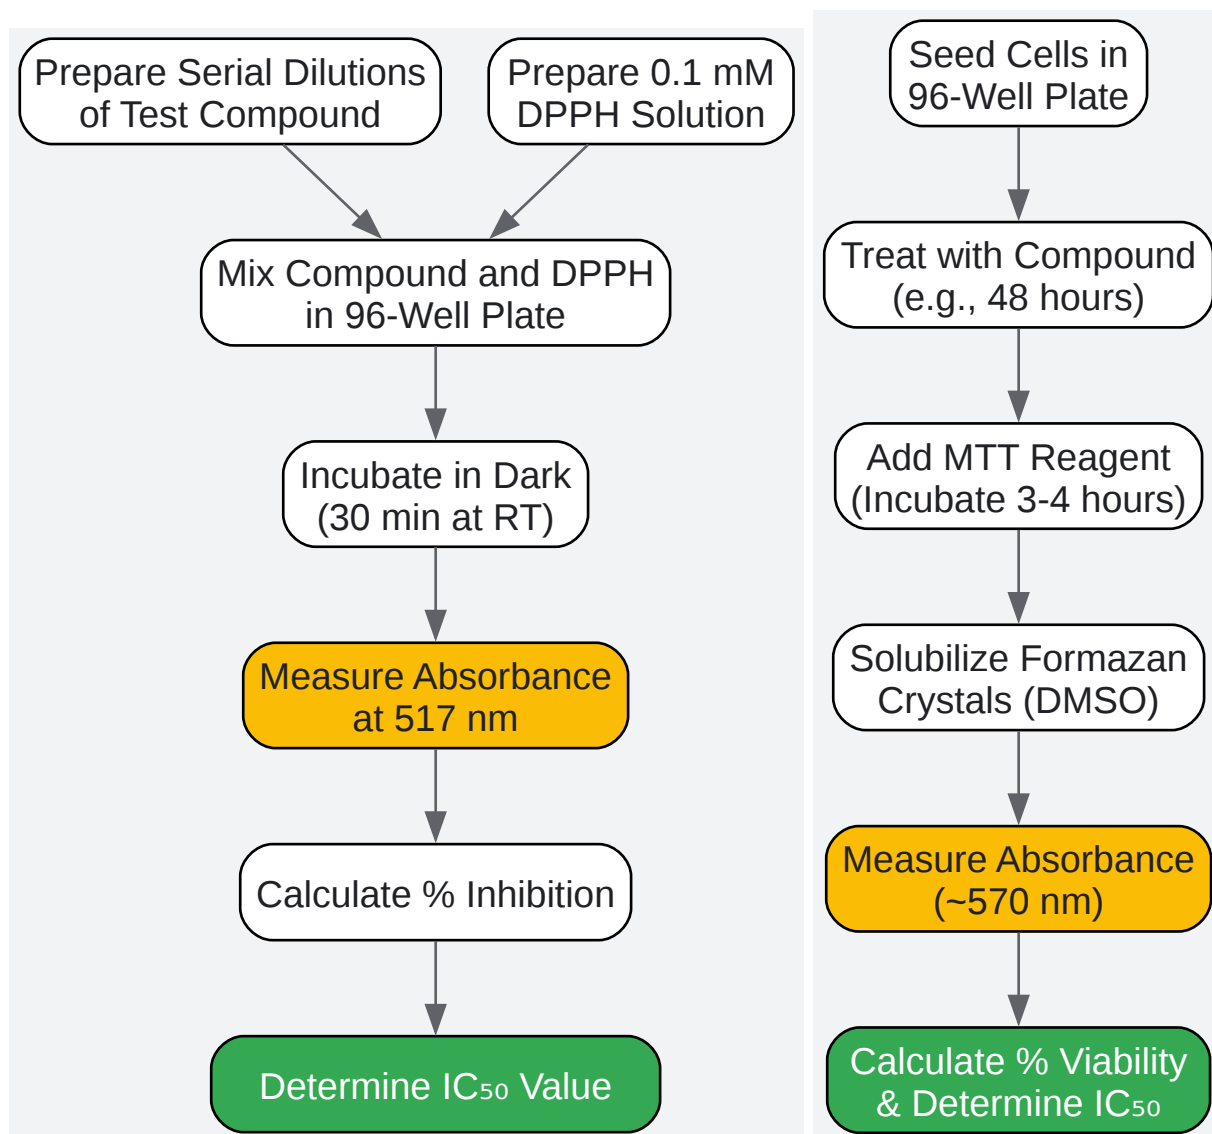 Prepare Serial Dilutions
of Test Compound
Prepare 0.1 mM
DPPH Solution
Mix Compound and DPPH
in 96-Well Plate
Incubate in Dark
(30 min at RT)
Measure Absorbance
at 517 nm
Calculate % Inhibition
Determine IC₅₀ Value
Seed Cells in
96-Well Plate
Treat with Compound
(e.g., 48 hours)
Add MTT Reagent
(Incubate 3-4 hours)
Solubilize Formazan
Crystals (DMSO)
Measure Absorbance
(~570 nm)
Calculate % Viability
& Determine IC₅₀